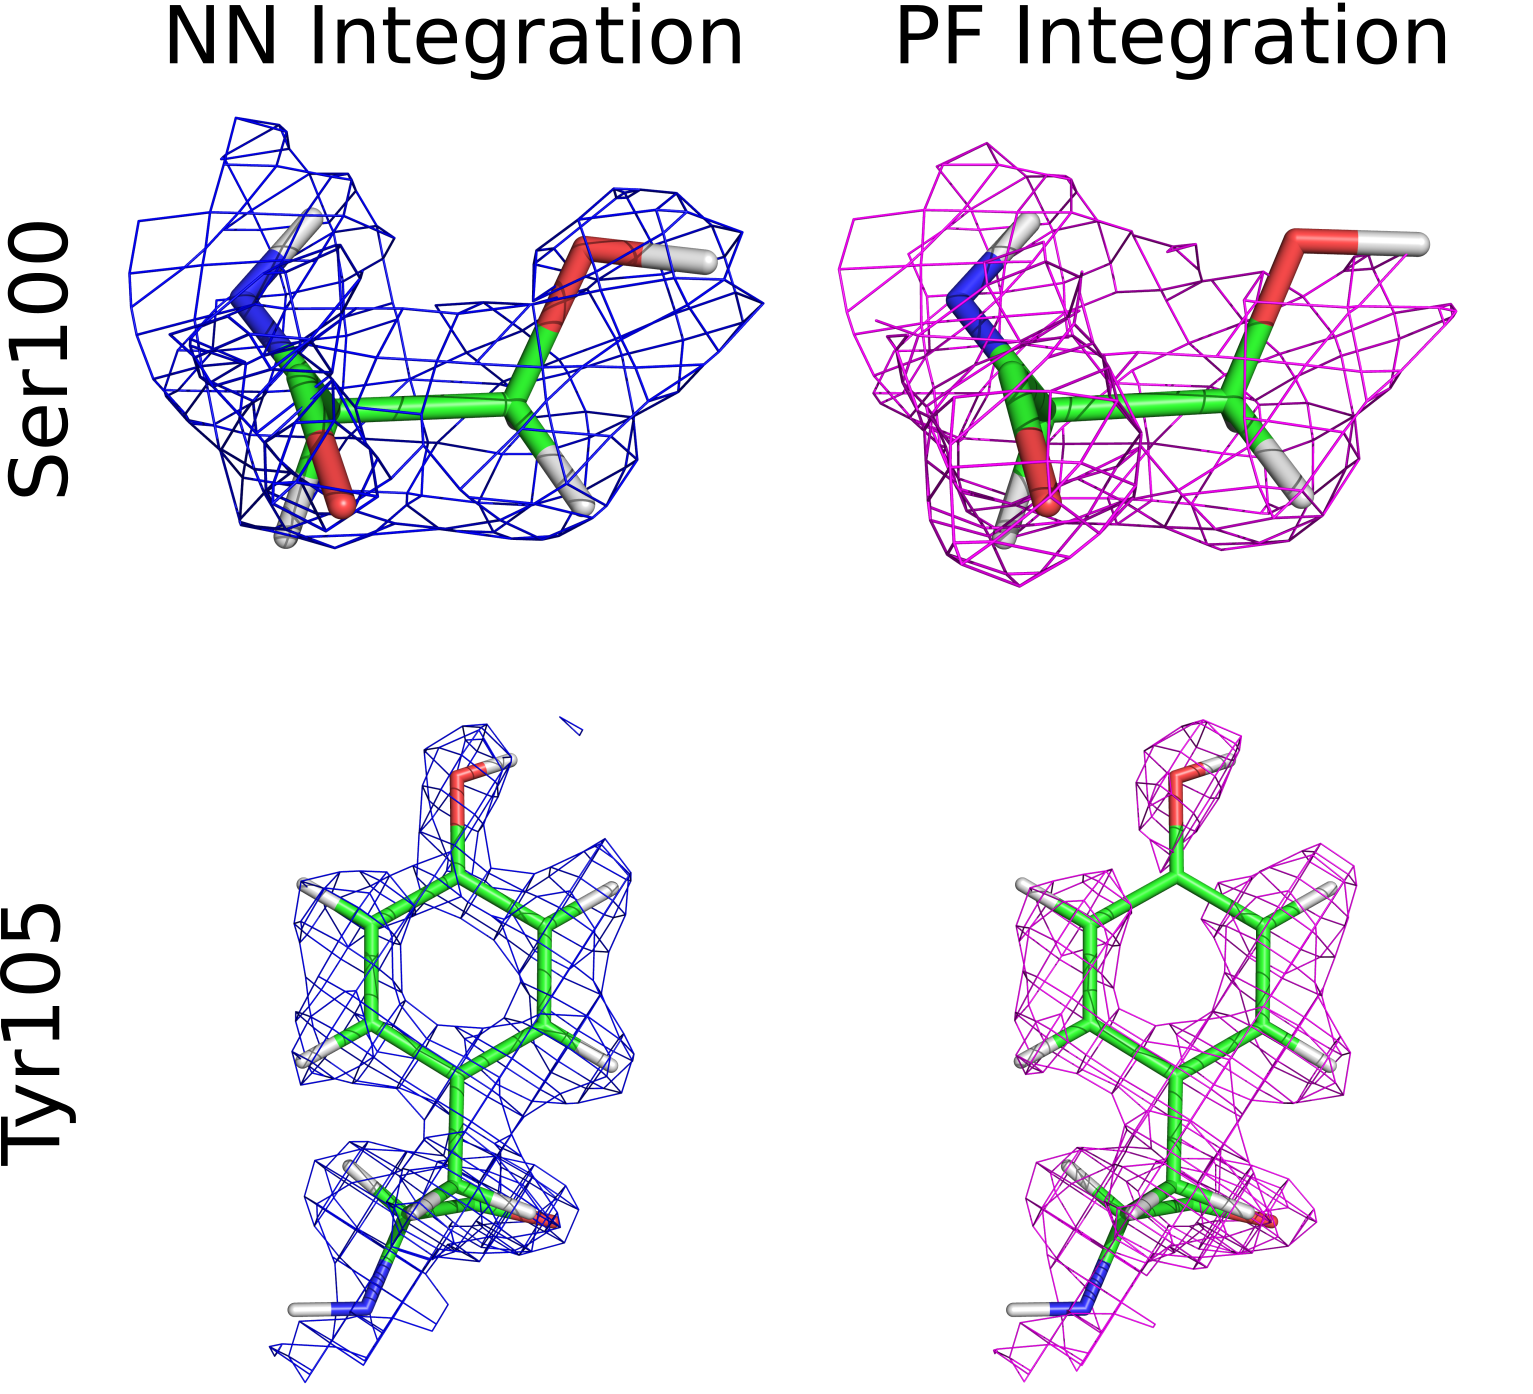 NN Integration
PF Integration
Ser100
Tyr105